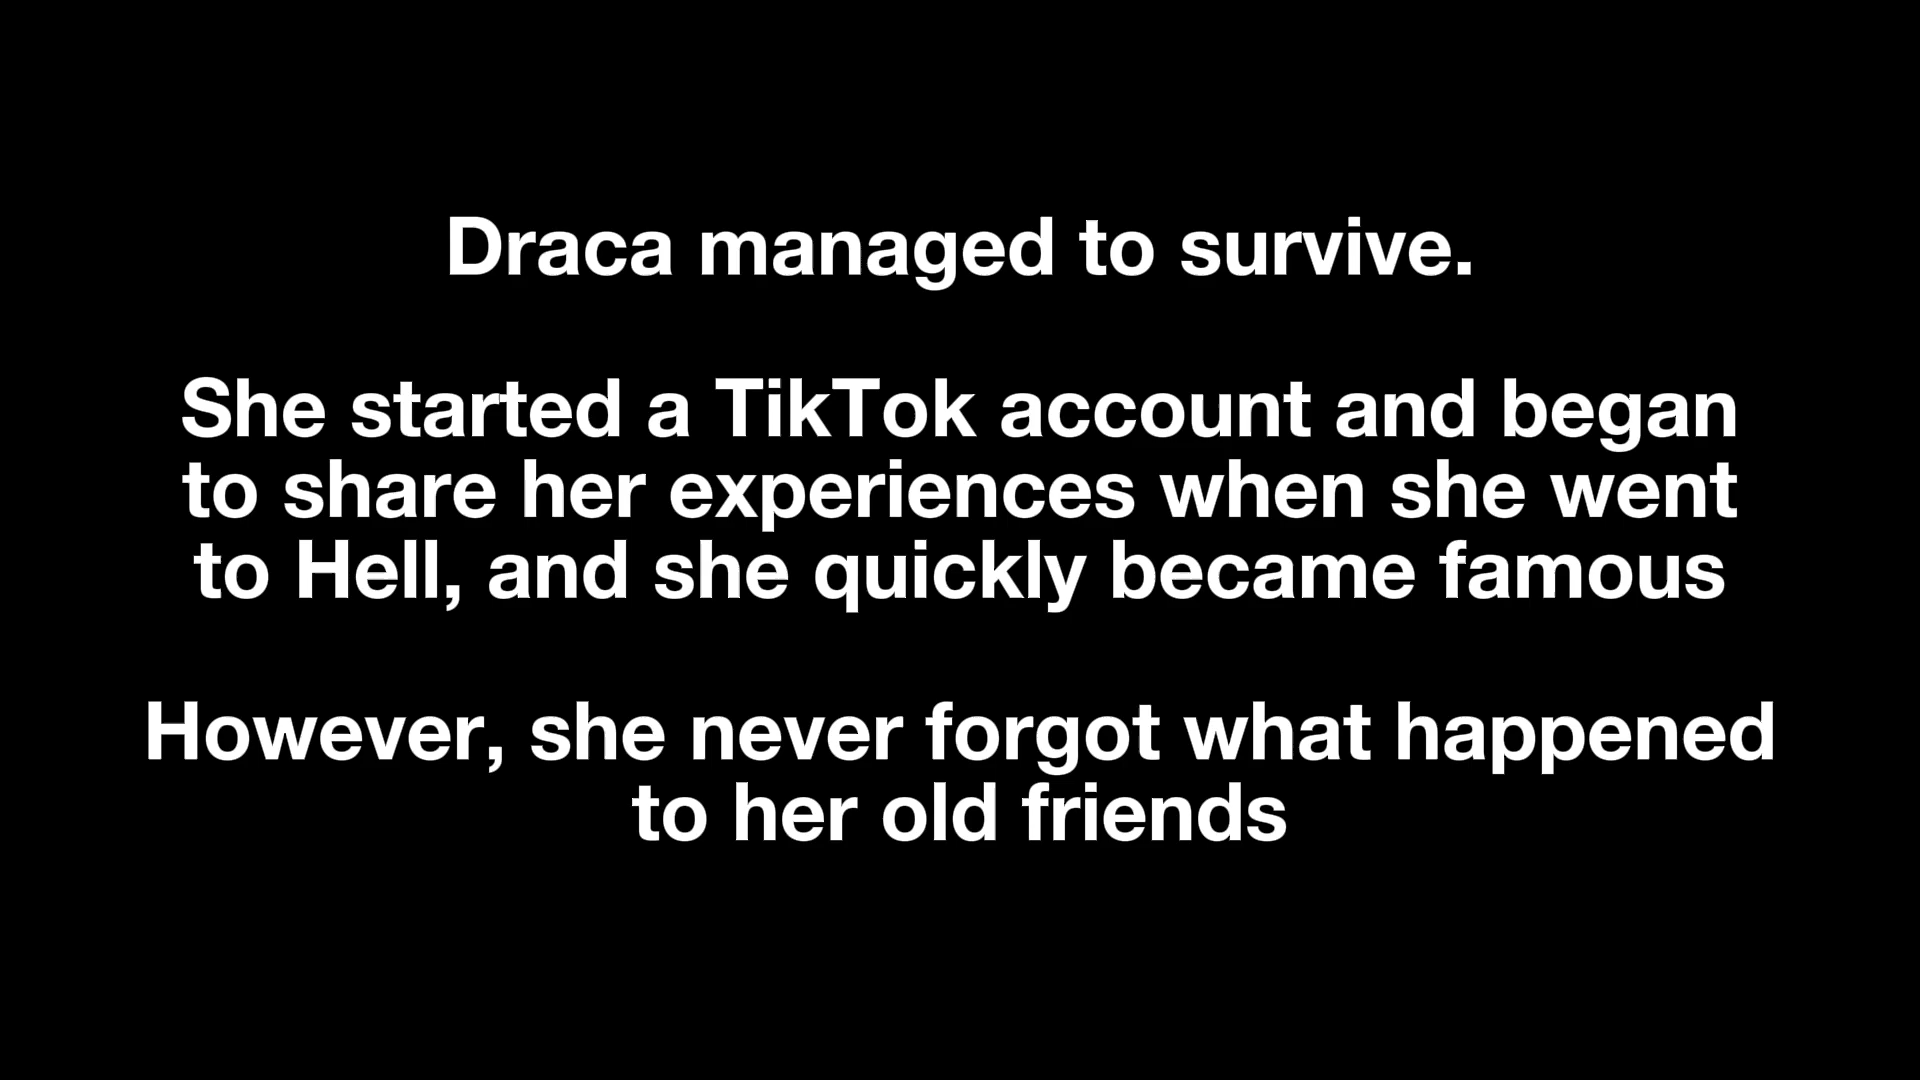 Draca managed to survive.
She started a TikTok account and began
to share her experiences when she went
to Hell, and she quickly became famous
However, she never forgot what happened
to her old friends